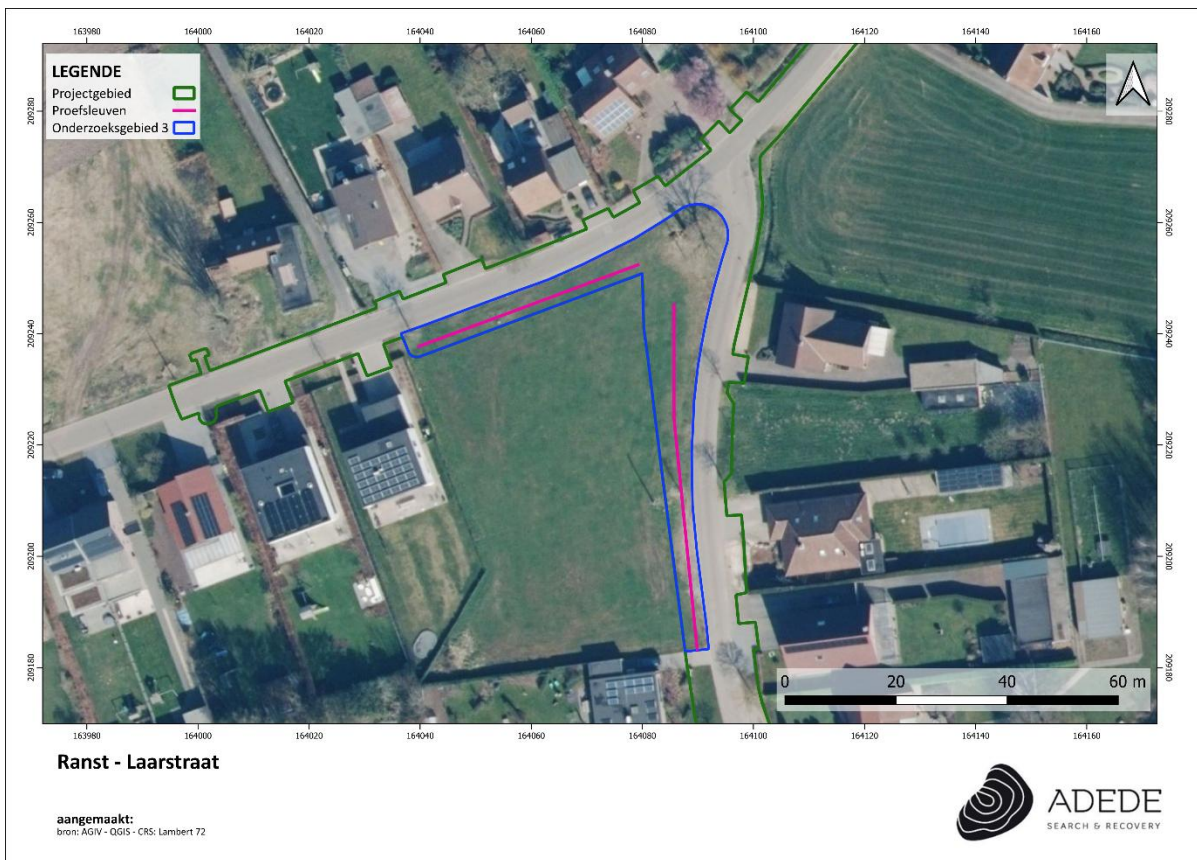 163980 164000 164020 164040 164060 164080 164100 164120 164140 164160
LEGENDE
Projectgebied
Proefsleuven
Onderzoeksgebied 3
209280 209280
209260 209260
209240 209240
209220 209220
209200 209200
209180 209180
0 20 40 60 m
163980 164000 164020 164040 164060 164080 164100 164120 164140 164160
Ranst - Laarstraat
aangemaakt:
bron: AGIV - QGIS - CRS: Lambert 72
ADEDE
SEARCH & RECOVERY